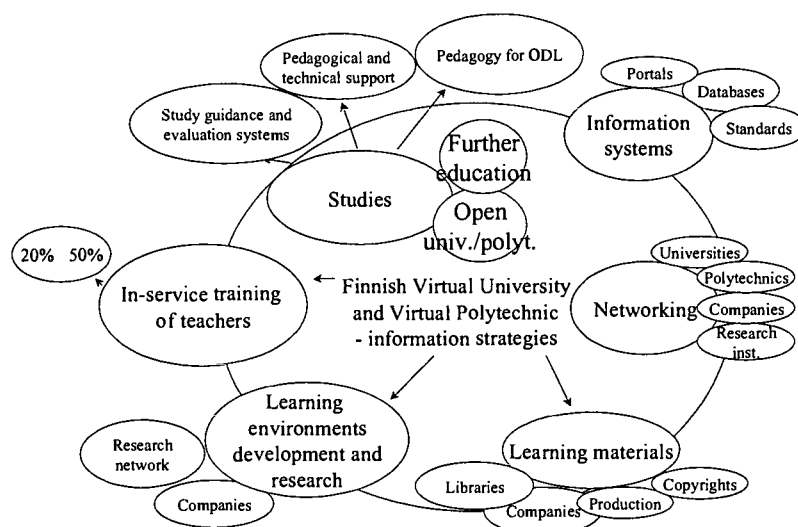 Pedagogical and
technical support
Pedagogy for ODL
Portals
Databases
Standards
Information
systems
Study guidance and
evaluation systems
Further
education
Studies
Open
univ./polyt.
20% 50%
In-service training
of teachers
Finnish Virtual University
and Virtual Polytechnic
- information strategies
Universities
Polytechnics
Networking
Companies
Research
inst.
Learning
environments
development and
research
Research
network
Companies
Learning materials
Libraries
Companies
Production
Copyrights